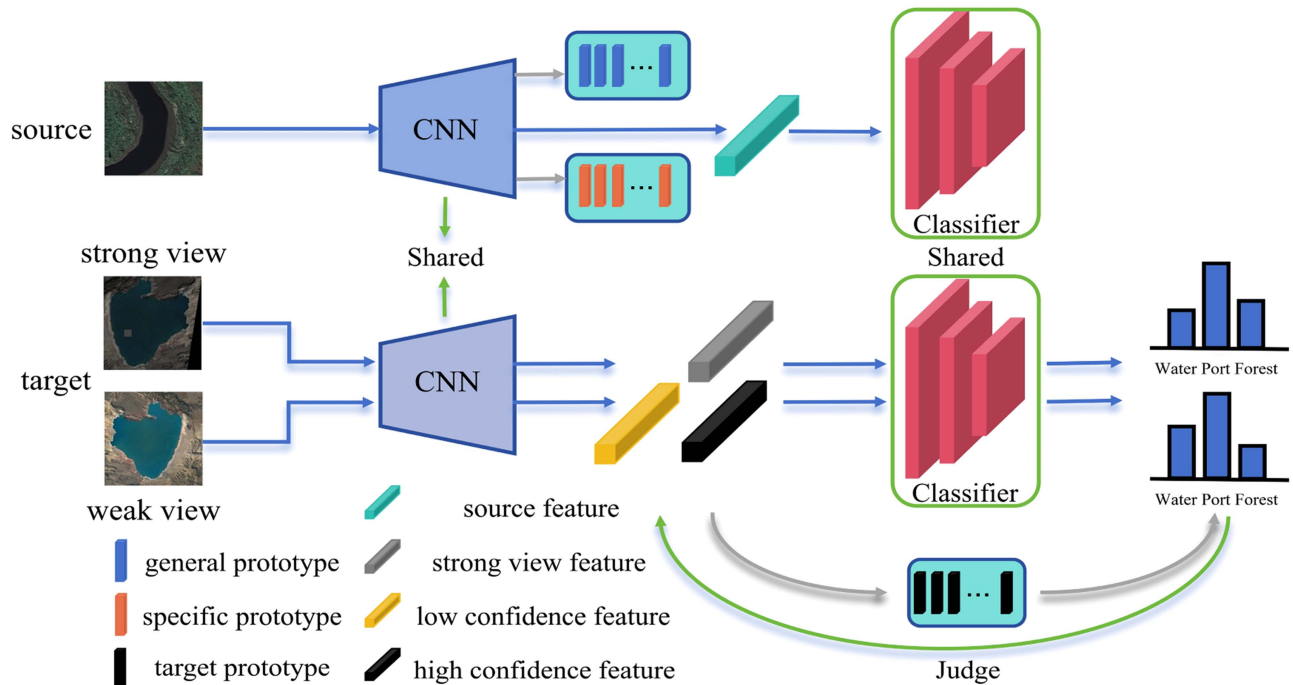 source
CNN
Classifier
Shared
Shared
strong view
target
CNN
Classifier
weak view
Water Port Forest
Water Port Forest
general prototype
specific prototype
target prototype
source feature
strong view feature
low confidence feature
high confidence feature
Judge